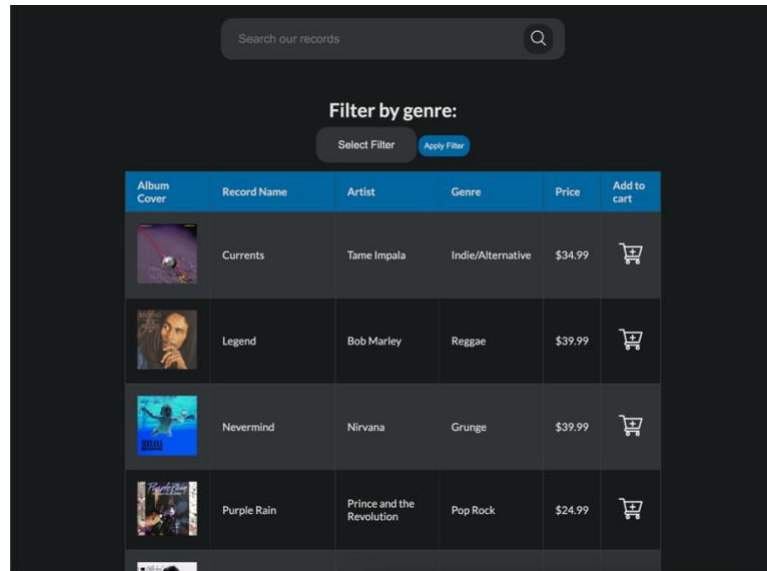 Search our records
Filter by genre:
Select Filter Apply Filter
Album Cover Record Name Artist Genre Price Add to cart
Currents Tame Impala Indie/Alternative $34.99
Legend Bob Marley Reggae $39.99
Nevermind Nirvana Grunge $39.99
Purple Rain Prince and the Revolution Pop Rock $24.99